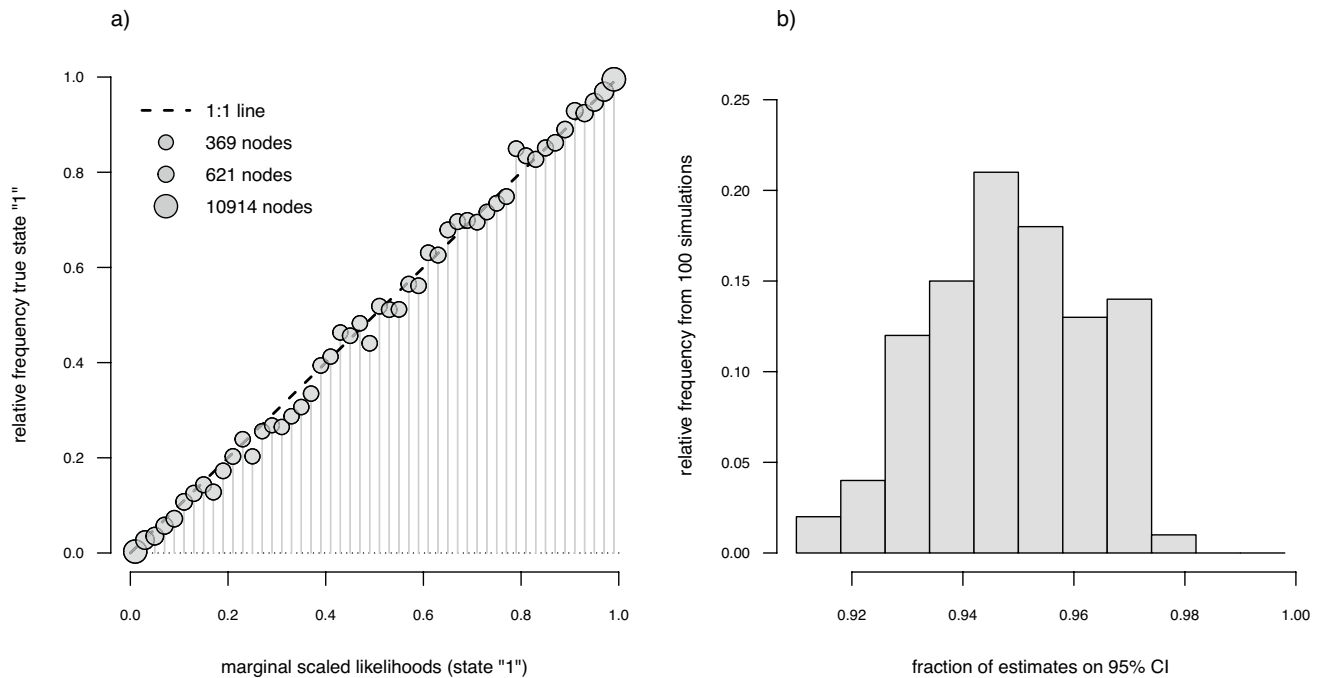 a)
relative frequency true state "1"
1.0
0.8
0.6
0.4
0.2
0.0
1:1 line
369 nodes
621 nodes
10914 nodes
0.0 0.2 0.4 0.6 0.8 1.0
marginal scaled likelihoods (state "1")
b)
relative frequency from 100 simulations
0.25
0.20
0.15
0.10
0.05
0.00
0.92 0.94 0.96 0.98 1.00
fraction of estimates on 95% CI